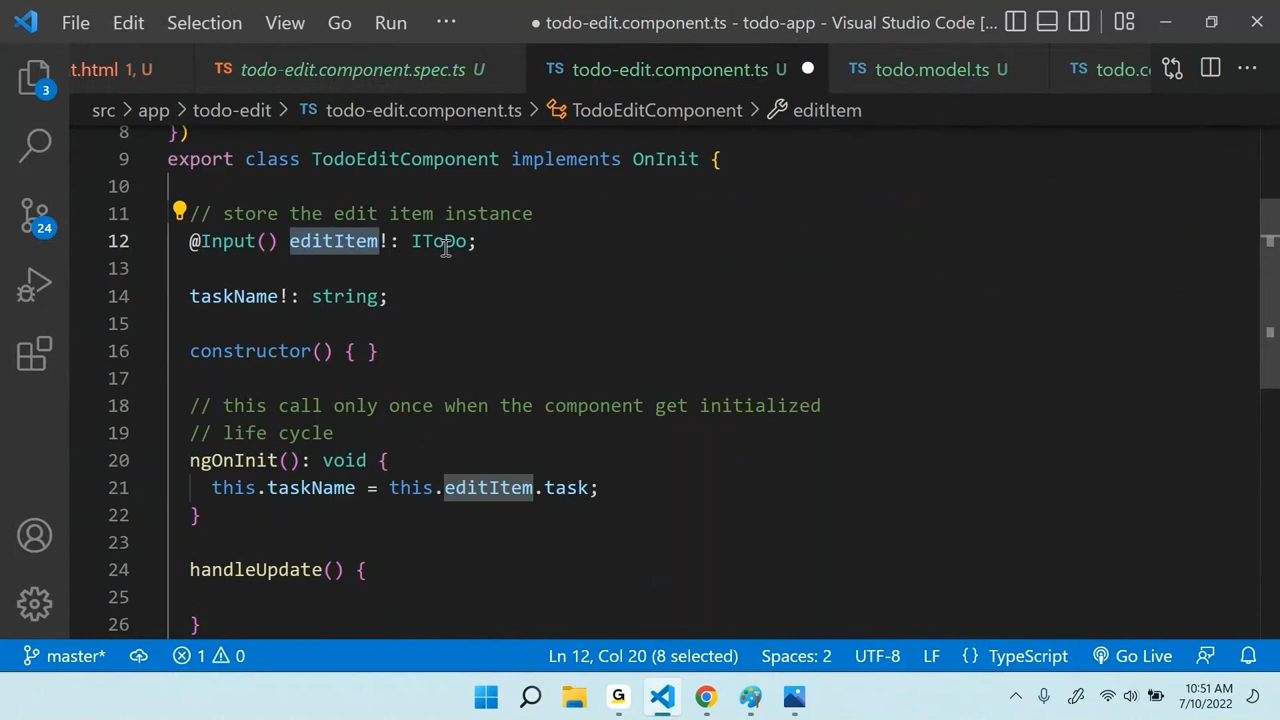 File Edit Selection View Go Run ··· ● todo-edit.component.ts - todo-app - Visual Studio Code [...
t.html 1, U TS todo-edit.component.spec.ts U TS todo-edit.component.ts U ● TS todo.model.ts U TS todo.cc ···
src > app > todo-edit > TS todo-edit.component.ts > TodoEditComponent > editItem
8 })
9 export class TodoEditComponent implements OnInit {
10
11 // store the edit item instance
12 @Input() editItem!: IToDo;
13
14 taskName!: string;
15
16 constructor() { }
17
18 // this call only once when the component get initialized
19 // life cycle
20 ngOnInit(): void {
21 this.taskName = this.editItem.task;
22 }
23
24 handleUpdate() {
25
26 }
3
24
master* 1 0 Ln 12, Col 20 (8 selected) Spaces: 2 UTF-8 LF {} TypeScript Go Live
G
10:51 AM
7/10/2022